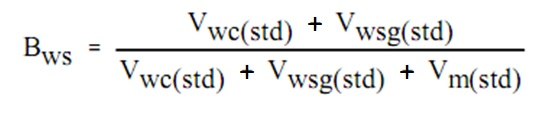 B_ws = (V_wc(std) + V_wsg(std)) / (V_wc(std) + V_wsg(std) + V_m(std))